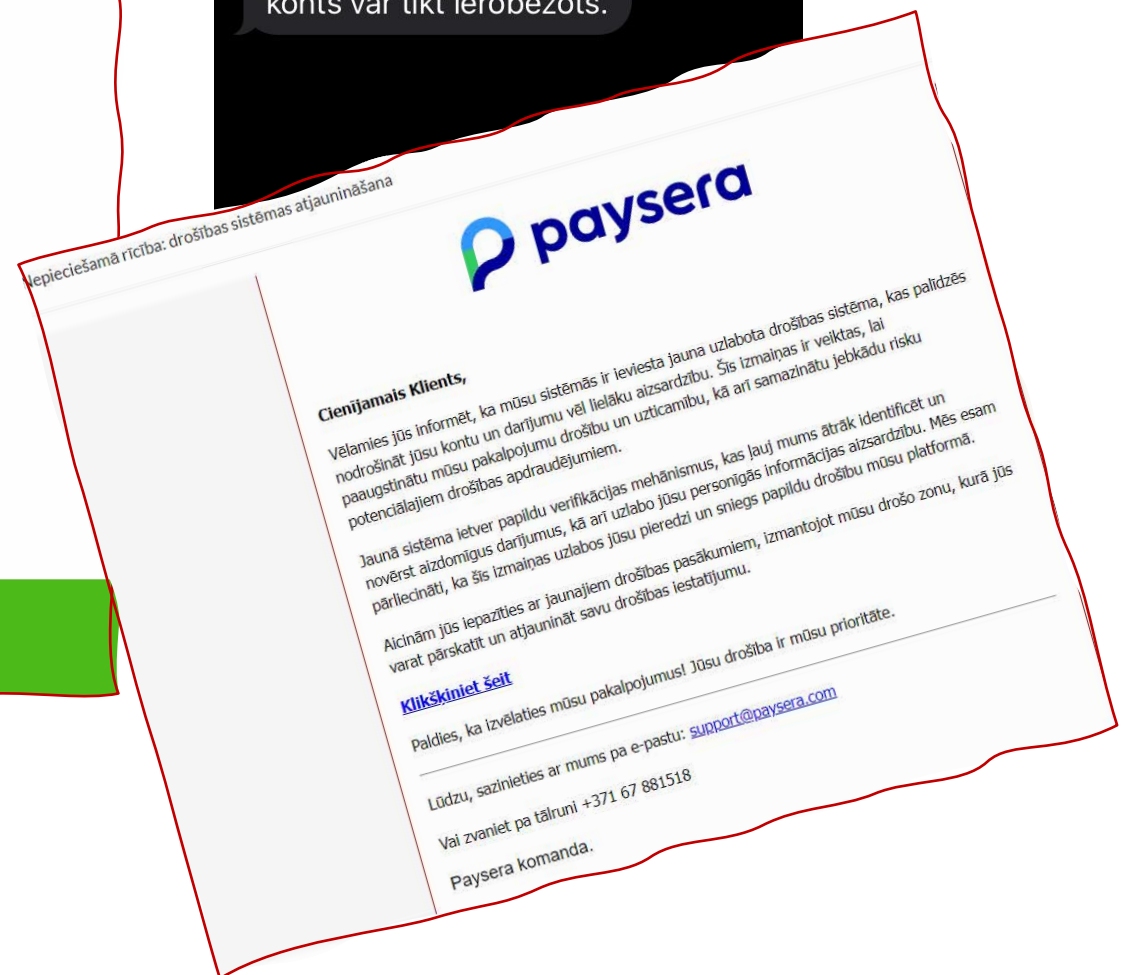 konts var tikt ierobežots.
Nepieciešamā rīcība: drošības sistēmas atjaunināšana
paysera
Cienījamais Klients,
Vēlamies jūs informēt, ka mūsu sistēmās ir ieviesta jauna uzlabota drošības sistēma, kas palīdzēs
nodrošināt jūsu kontu un darījumu vēl lielāku aizsardzību. Šīs izmaiņas ir veiktas, lai
paaugstinātu mūsu pakalpojumu drošību un uzticamību, kā arī samazinātu jebkādu risku
potenciālajiem drošības apdraudējumiem.
Jaunā sistēma ietver papildu verifikācijas mehānismus, kas ļauj mums ātrāk identificēt un
novērst aizdomīgus darījumus, kā arī uzlabo jūsu personīgās informācijas aizsardzību. Mēs esam
pārliecināti, ka šīs izmaiņas uzlabos jūsu pieredzi un sniegs papildu drošību mūsu platformā.
Aicinām jūs iepazīties ar jaunajiem drošības pasākumiem, izmantojot mūsu drošo zonu, kurā jūs
varat pārskatīt un atjaunināt savu drošības iestatījumu.
Klikšķiniet šeit
Paldies, ka izvēlaties mūsu pakalpojumus! Jūsu drošība ir mūsu prioritāte.
Lūdzu, sazinieties ar mums pa e-pastu: support@paysera.com
Vai zvaniet pa tālruni +371 67 881518
Paysera komanda.